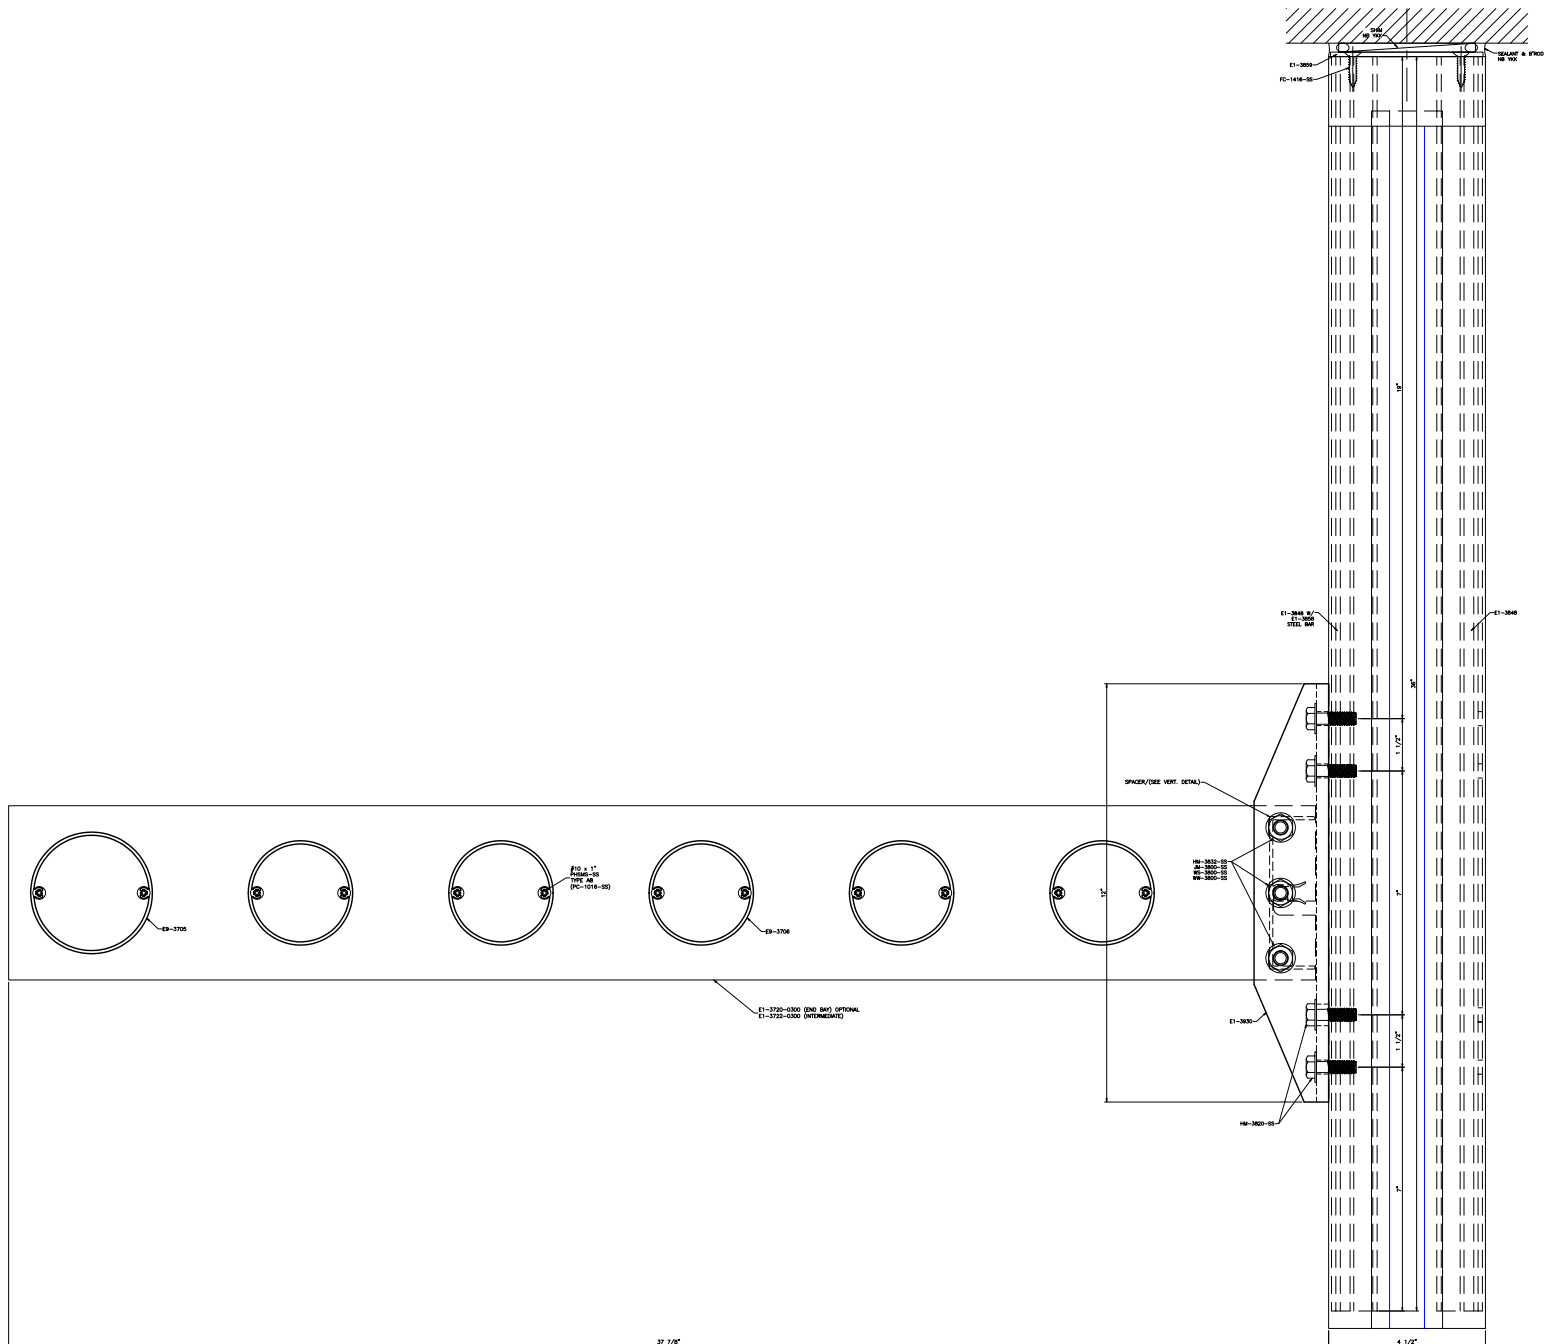 SHIM
NB YKK
SEALANT & B'ROD
NB YKK
E1-3859
FC-1416-SS
19"
E1-3848 W/
E1-3858
STEEL BAR
E1-3848
36"
1 1/2"
SPACER/(SEE VERT. DETAIL)
HM-3832-SS
JM-3800-SS
WS-3800-SS
WW-3800-SS
#10 x 1"
PHSMS-SS
TYPE AB
(PC-1016-SS)
12"
7"
E9-3705
E9-3706
E1-3720-0300 (END BAY) OPTIONAL
E1-3722-0300 (INTERMEDIATE)
E1-3930
1 1/2"
HM-3820-SS
7"
37 7/8"
4 1/2"